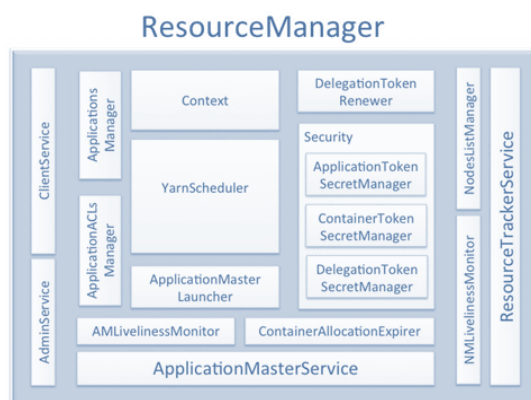 ResourceManager
ClientService
AdminService
Applications
Manager
ApplicationACLs
Manager
Context
YarnScheduler
ApplicationMaster
Launcher
DelegationToken
Renewer
Security
ApplicationToken
SecretManager
ContainerToken
SecretManager
DelegationToken
SecretManager
AMLivelinessMonitor
ContainerAllocationExpirer
ApplicationMasterService
NodesListManager
NMLivelinessMonitor
ResourceTrackerService